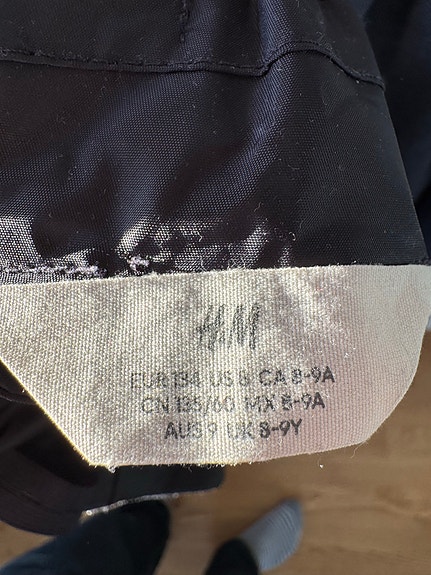 H&M
EUR 134 US 8 CA 8-9A
CN 135/60 MX 8-9A
AUS 9 UK 8-9Y